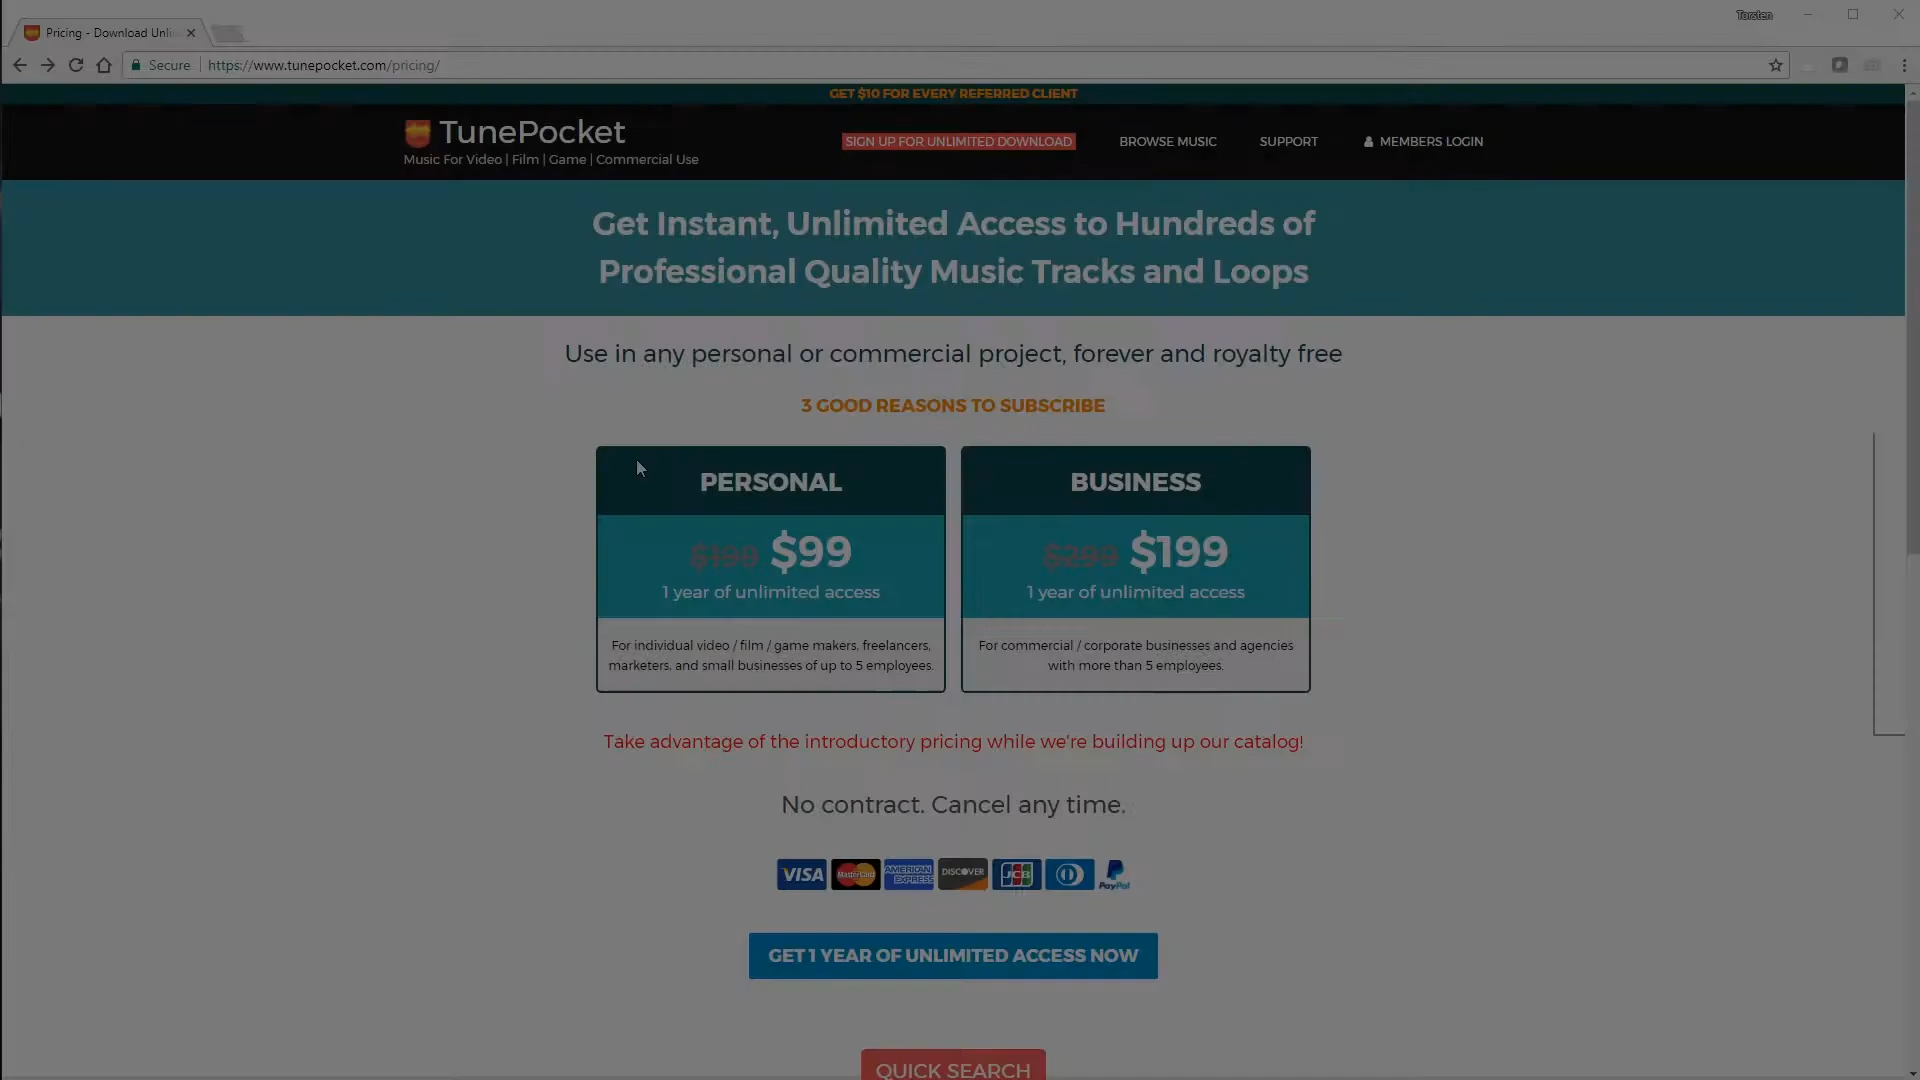 Torsten
Pricing - Download Unli
Secure https://www.tunepocket.com/pricing/
GET $10 FOR EVERY REFERRED CLIENT
TunePocket
Music For Video | Film | Game | Commercial Use
SIGN UP FOR UNLIMITED DOWNLOAD BROWSE MUSIC SUPPORT MEMBERS LOGIN
Get Instant, Unlimited Access to Hundreds of
Professional Quality Music Tracks and Loops
Use in any personal or commercial project, forever and royalty free
3 GOOD REASONS TO SUBSCRIBE
PERSONAL
$199 $99
1 year of unlimited access
For individual video / film / game makers, freelancers,
marketers, and small businesses of up to 5 employees.
BUSINESS
$299 $199
1 year of unlimited access
For commercial / corporate businesses and agencies
with more than 5 employees.
Take advantage of the introductory pricing while we're building up our catalog!
No contract. Cancel any time.
VISA MasterCard AMERICAN EXPRESS DISCOVER JCB PayPal
GET 1 YEAR OF UNLIMITED ACCESS NOW
QUICK SEARCH